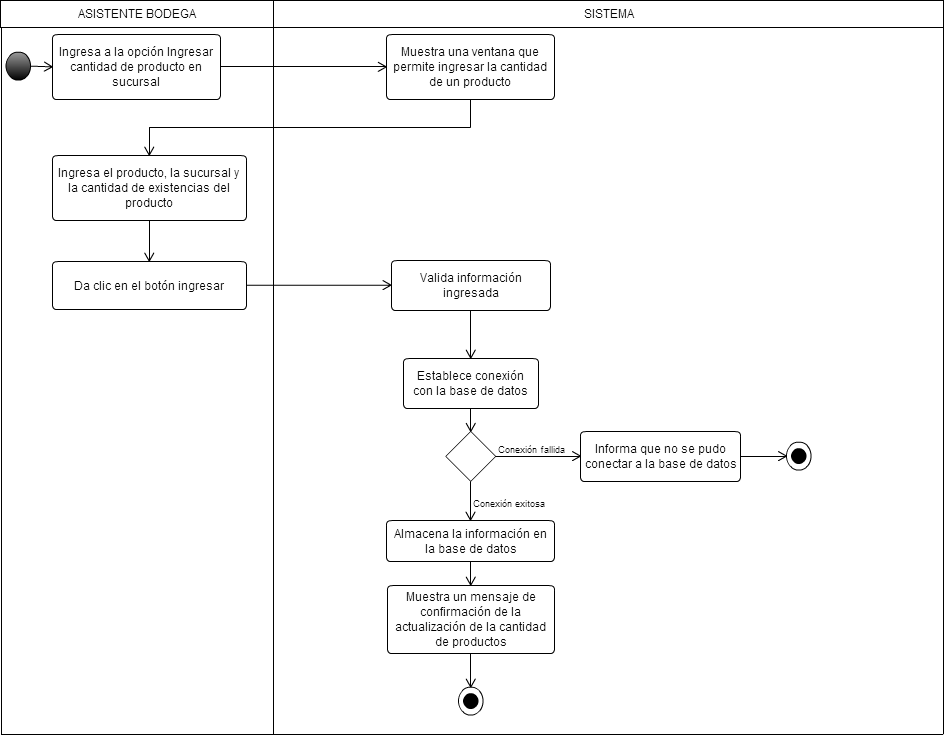 ASISTENTE BODEGA
SISTEMA
Ingresa a la opción Ingresar
cantidad de producto en
sucursal
Muestra una ventana que
permite ingresar la cantidad
de un producto
Ingresa el producto, la sucursal y
la cantidad de existencias del
producto
Da clic en el botón ingresar
Valida información
ingresada
Establece conexión
con la base de datos
Conexión fallida
Informa que no se pudo
conectar a la base de datos
Conexión exitosa
Almacena la información en
la base de datos
Muestra un mensaje de
confirmación de la
actualización de la cantidad
de productos